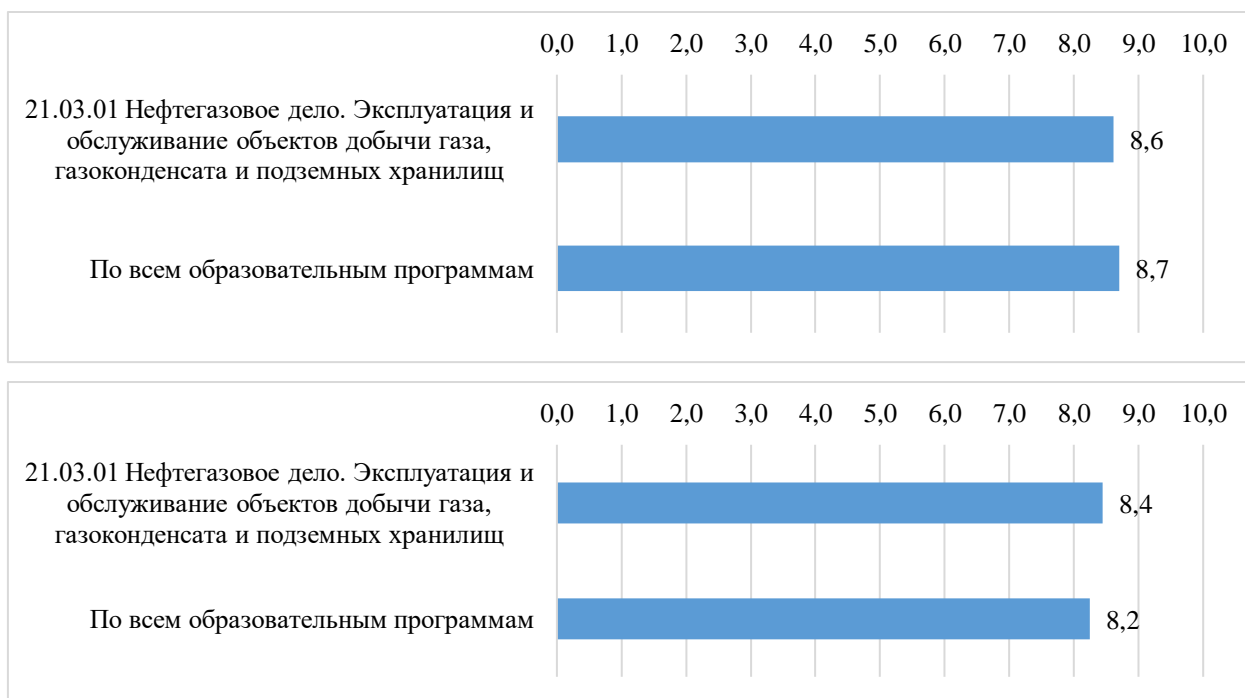 0,0 1,0 2,0 3,0 4,0 5,0 6,0 7,0 8,0 9,0 10,0
21.03.01 Нефтегазовое дело. Эксплуатация и
обслуживание объектов добычи газа,
газоконденсата и подземных хранилищ
8,6
По всем образовательным программам
8,7
0,0 1,0 2,0 3,0 4,0 5,0 6,0 7,0 8,0 9,0 10,0
21.03.01 Нефтегазовое дело. Эксплуатация и
обслуживание объектов добычи газа,
газоконденсата и подземных хранилищ
8,4
По всем образовательным программам
8,2